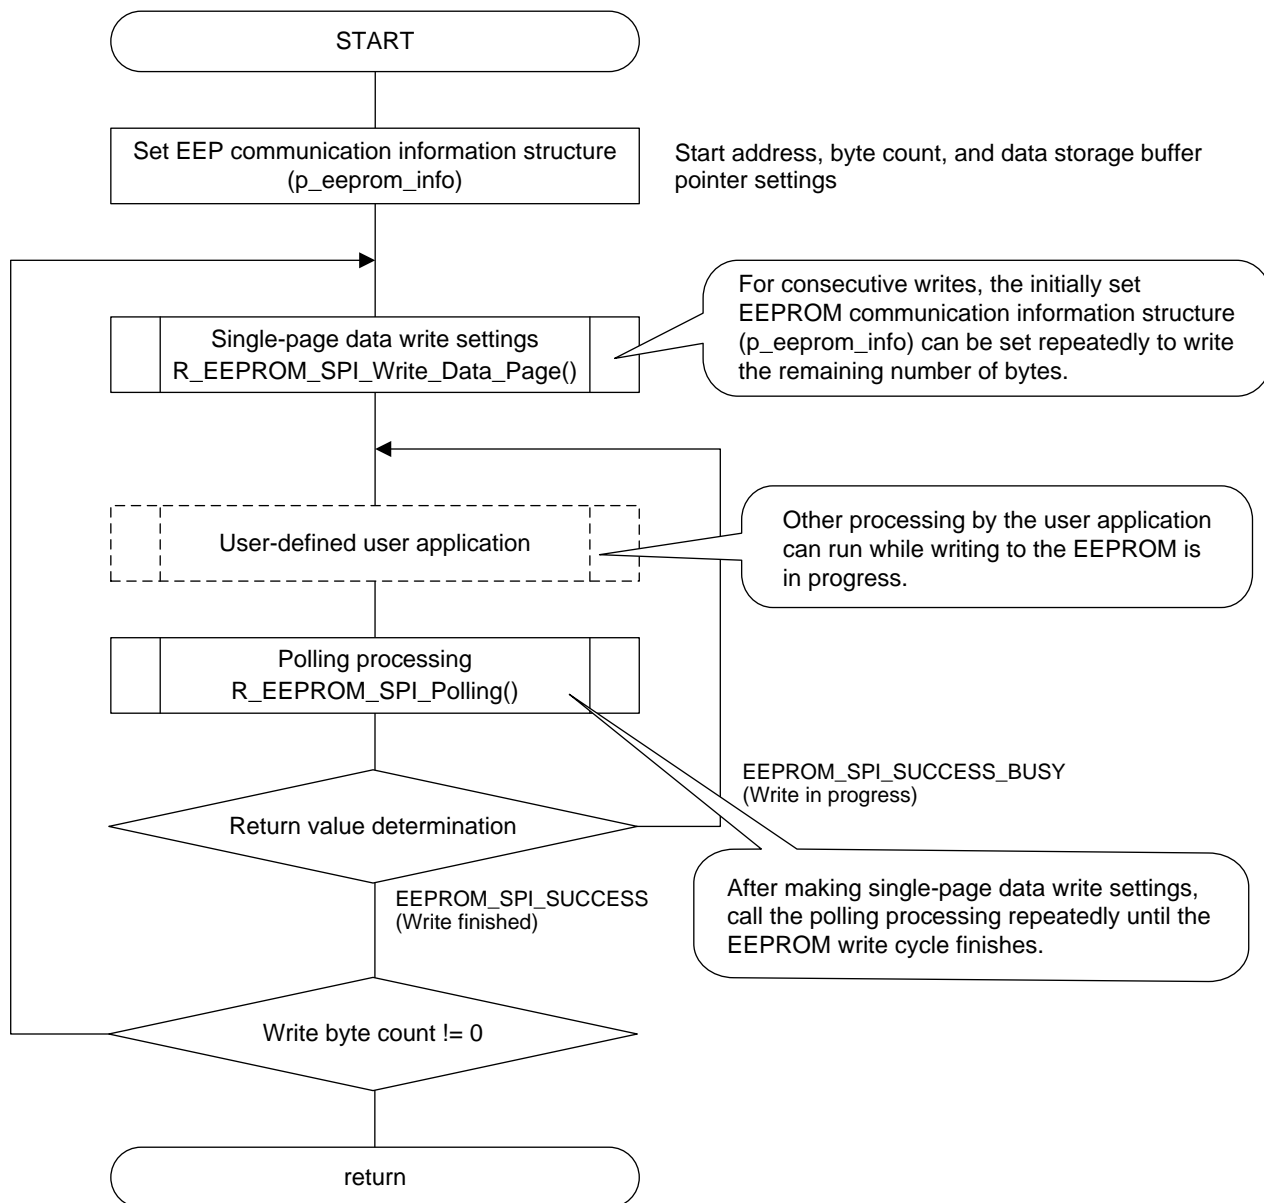 START
Set EEP communication information structure
(p_eeprom_info)
Start address, byte count, and data storage buffer
pointer settings
For consecutive writes, the initially set
EEPROM communication information structure
(p_eeprom_info) can be set repeatedly to write
the remaining number of bytes.
Single-page data write settings
R_EEPROM_SPI_Write_Data_Page()
Other processing by the user application
can run while writing to the EEPROM is
in progress.
User-defined user application
Polling processing
R_EEPROM_SPI_Polling()
EEPROM_SPI_SUCCESS_BUSY
(Write in progress)
Return value determination
EEPROM_SPI_SUCCESS
(Write finished)
After making single-page data write settings,
call the polling processing repeatedly until the
EEPROM write cycle finishes.
Write byte count != 0
return